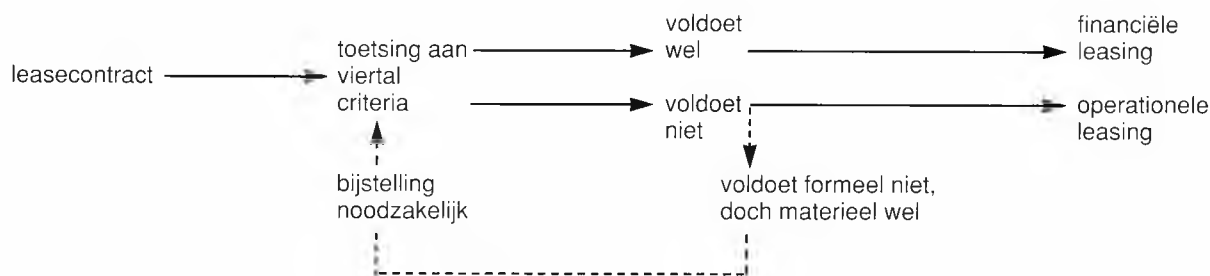 leasecontract
toetsing aan
viertal
criteria
voldoet
wel
financiële
leasing
voldoet
niet
operationele
leasing
bijstelling
noodzakelijk
voldoet formeel niet,
doch materieel wel